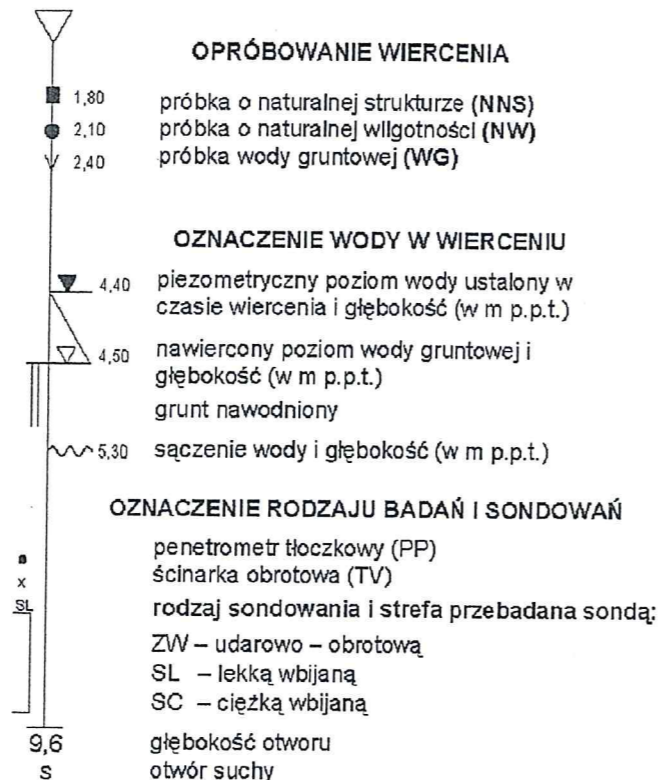 OPRÓBOWANIE WIERCENIA
1,80 próbka o naturalnej strukturze (NNS)
2,10 próbka o naturalnej wilgotności (NW)
2,40 próbka wody gruntowej (WG)
OZNACZENIE WODY W WIERCENIU
4,40 piezometryczny poziom wody ustalony w
czasie wiercenia i głębokość (w m p.p.t.)
4,50 nawiercony poziom wody gruntowej i
głębokość (w m p.p.t.)
grunt nawodniony
5,30 sączenie wody i głębokość (w m p.p.t.)
OZNACZENIE RODZAJU BADAŃ I SONDOWAŃ
penetrometr tłoczkowy (PP)
x ścinarka obrotowa (TV)
SL rodzaj sondowania i strefa przebadana sondą:
ZW – udarowo – obrotową
SL – lekką wbijaną
SC – ciężką wbijaną
9,6 głębokość otworu
S otwór suchy